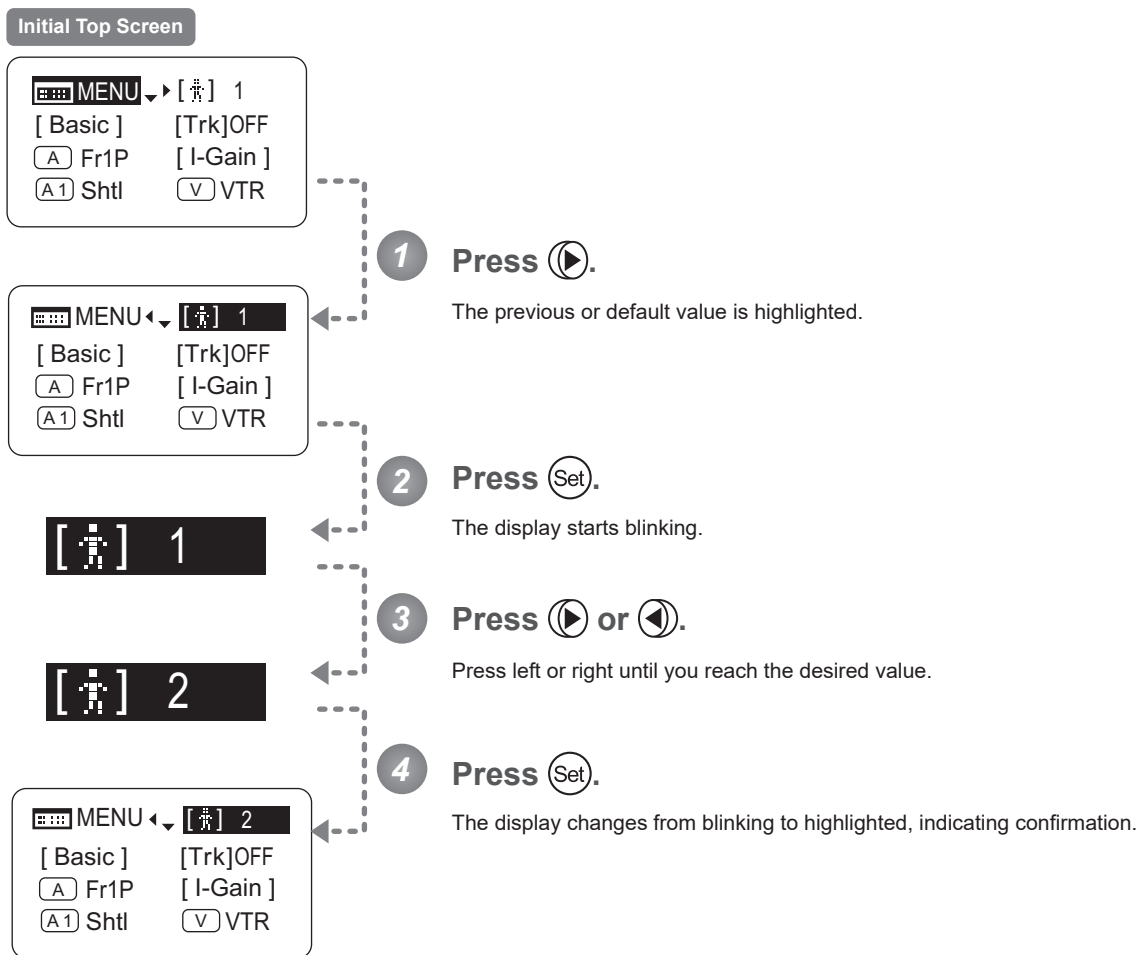 Initial Top Screen
MENU [ ] 1
[ Basic ] [Trk]OFF
A Fr1P [ I-Gain ]
A1 Shtl V VTR
1 Press .
The previous or default value is highlighted.
MENU [ ] 1
[ Basic ] [Trk]OFF
A Fr1P [ I-Gain ]
A1 Shtl V VTR
2 Press Set.
The display starts blinking.
[ ] 1
3 Press or .
Press left or right until you reach the desired value.
[ ] 2
4 Press Set.
The display changes from blinking to highlighted, indicating confirmation.
MENU [ ] 2
[ Basic ] [Trk]OFF
A Fr1P [ I-Gain ]
A1 Shtl V VTR